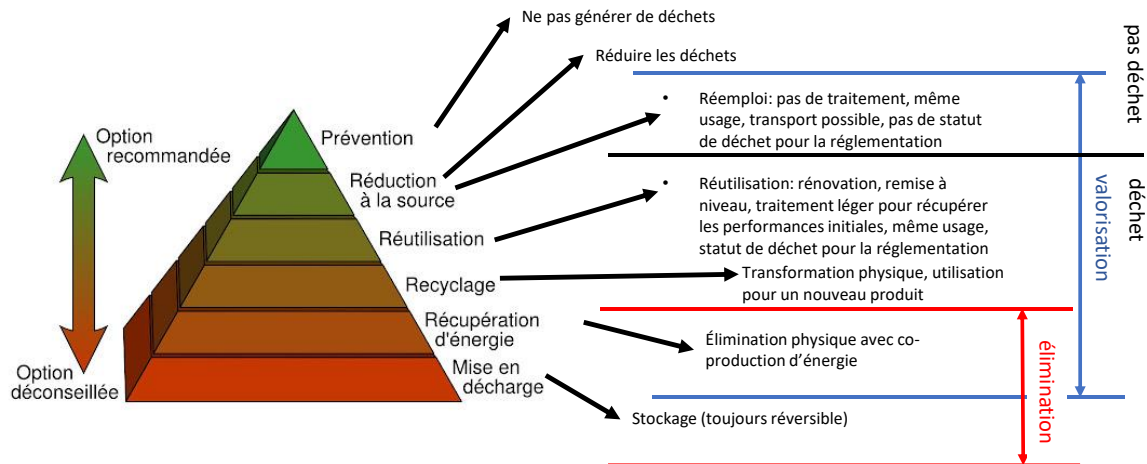 Ne pas générer de déchets
Réduire les déchets
pas déchet
• Réemploi: pas de traitement, même
usage, transport possible, pas de statut
de déchet pour la réglementation
Option
recommandée
Prévention
Réduction
à la source
Réutilisation
Recyclage
Récupération
d'énergie
Mise en
décharge
Option
déconseillée
déchet
valorisation
• Réutilisation: rénovation, remise à
niveau, traitement léger pour récupérer
les performances initiales, même usage,
statut de déchet pour la réglementation
Transformation physique, utilisation
pour un nouveau produit
Élimination physique avec co-
production d’énergie
élimination
Stockage (toujours réversible)